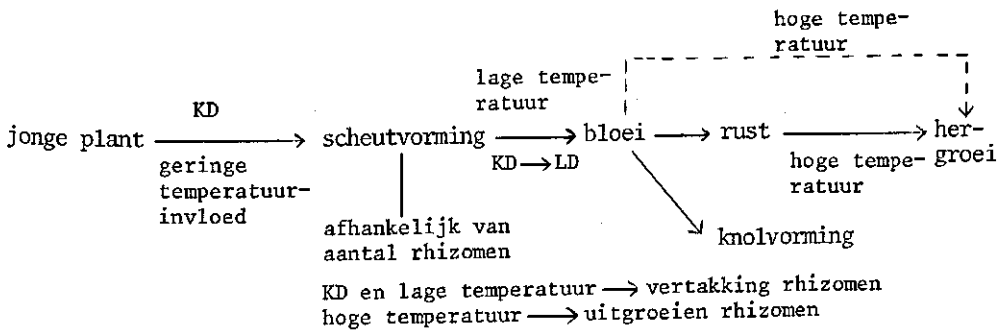 hoge tempe-
ratuur
lage tempe-
ratuur
KD
jonge plant → scheutvorming → bloei → rust → her-
groei
geringe
temperatuur-
invloed
KD → LD
hoge tempe-
ratuur
afhankelijk van
aantal rhizomen
knolvorming
KD en lage temperatuur → vertakking rhizomen
hoge temperatuur → uitgroeien rhizomen